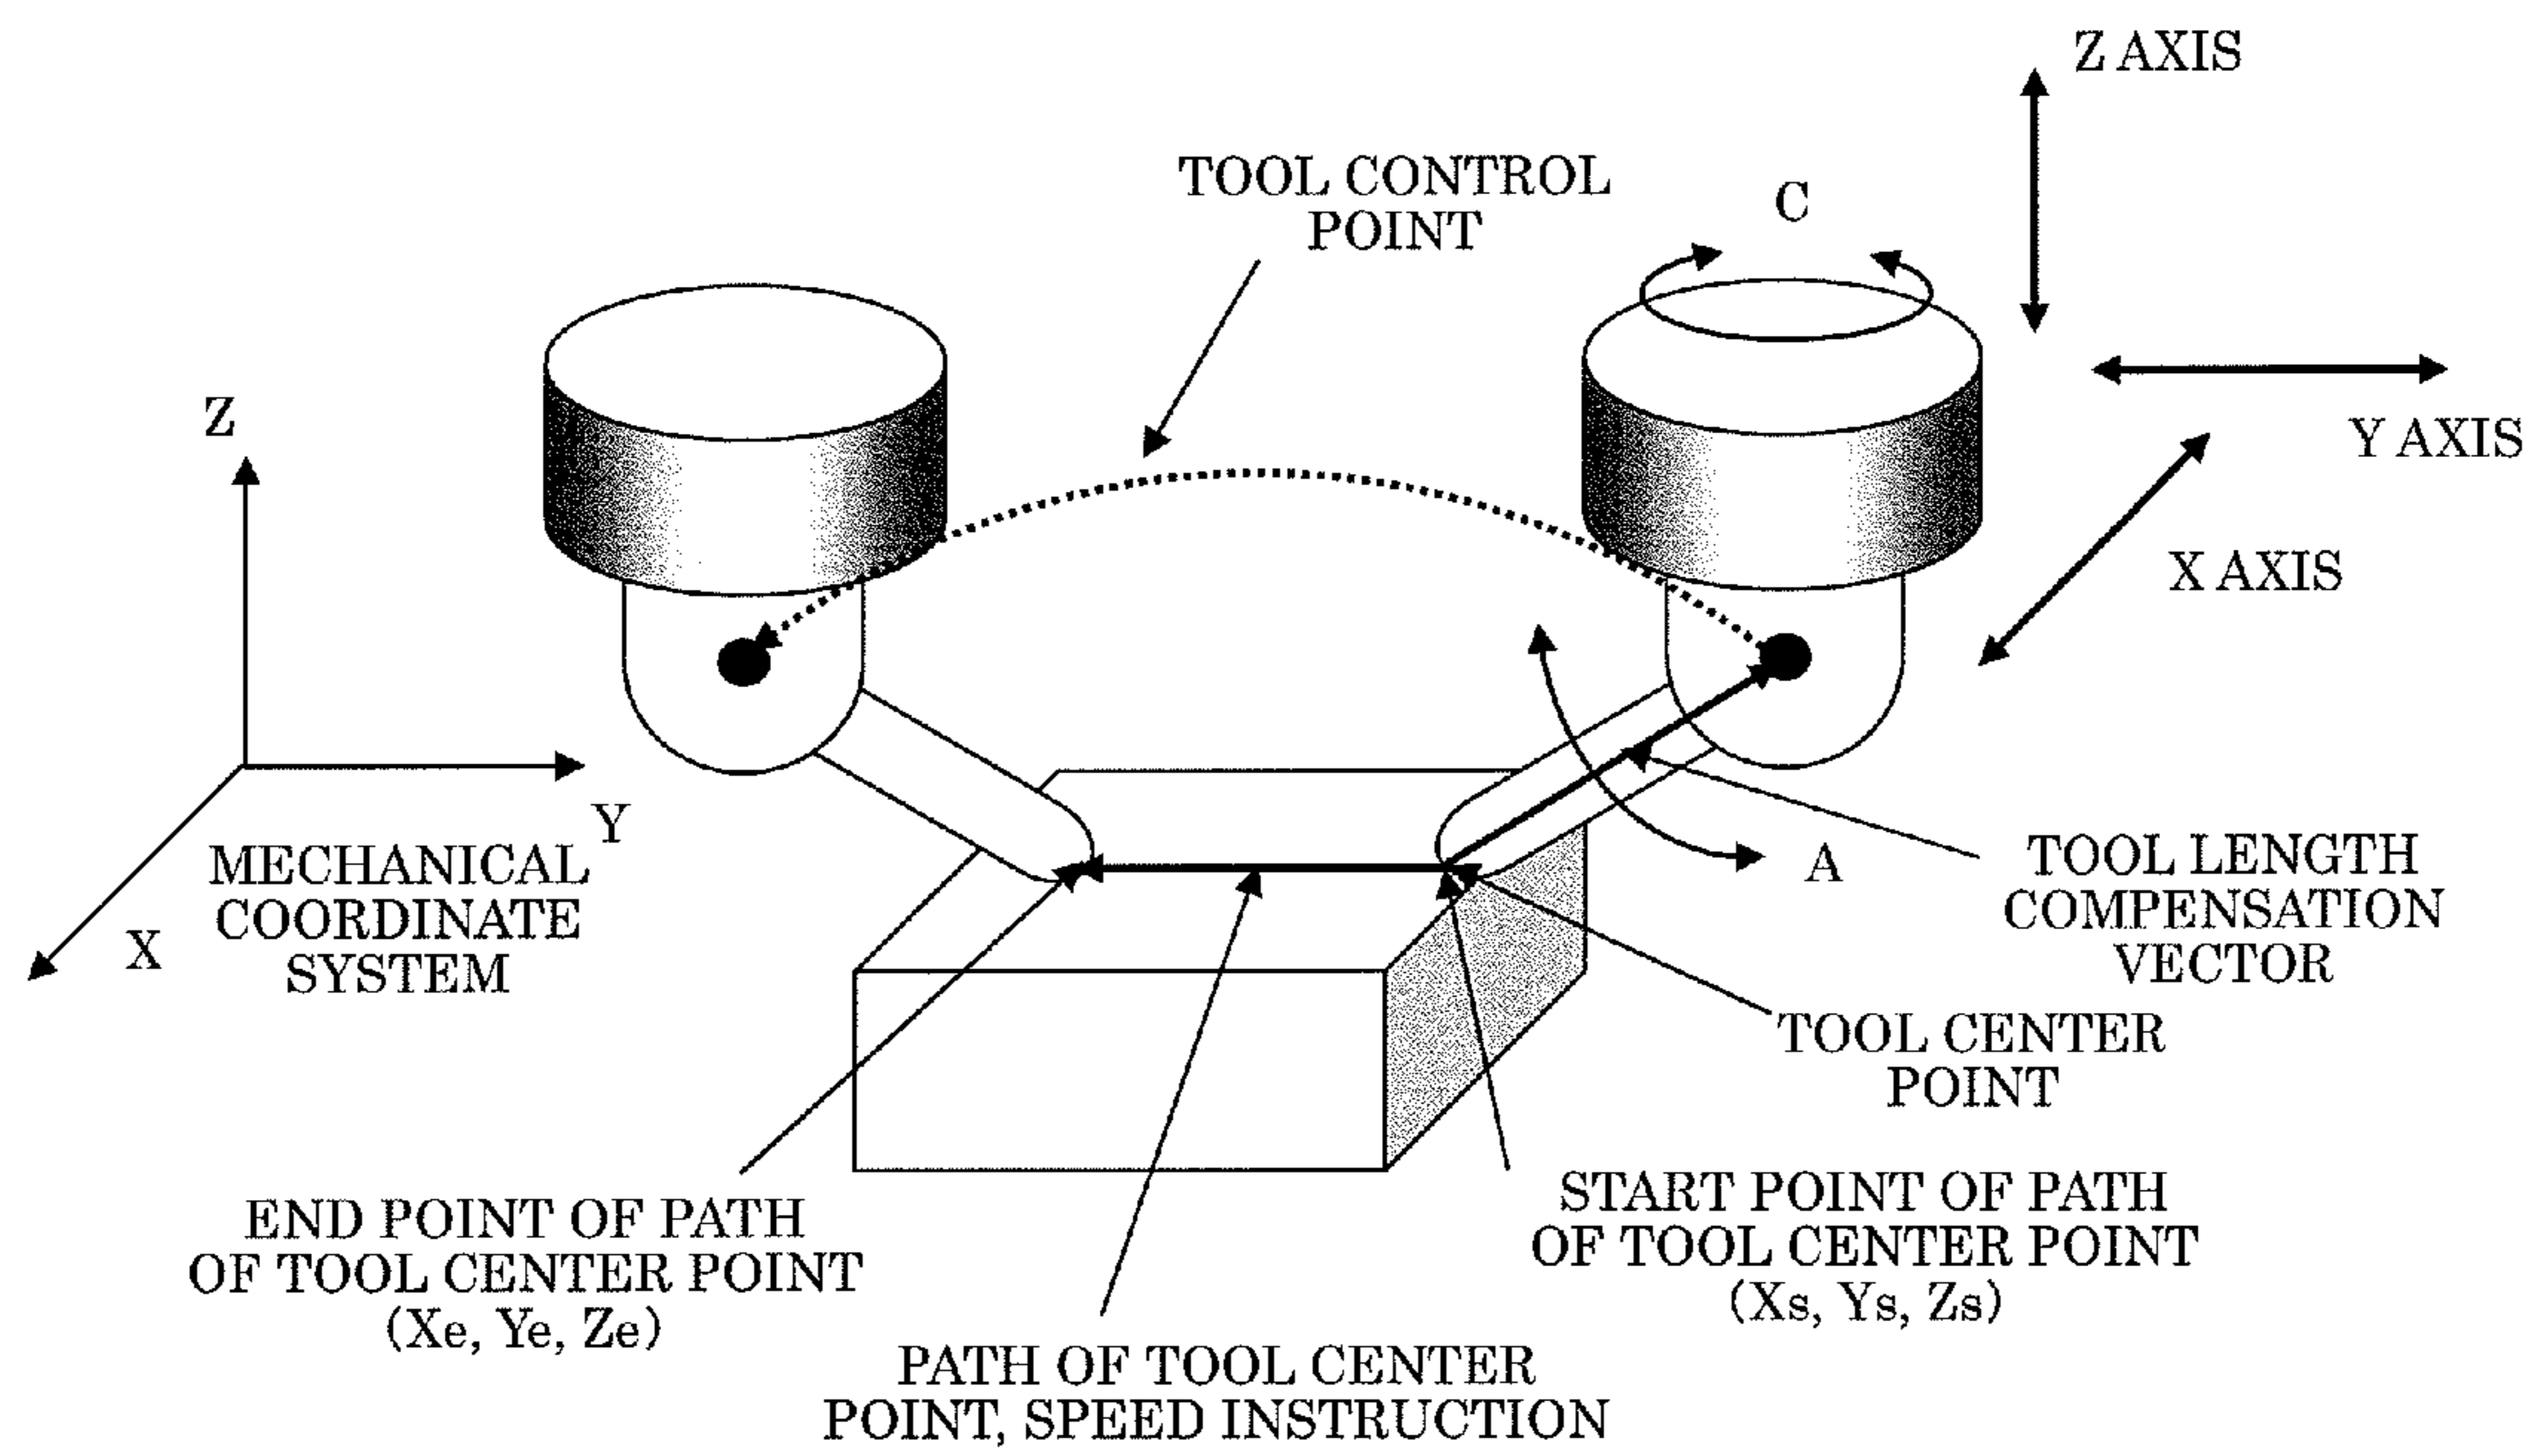 Z AXIS
TOOL CONTROL
POINT
C
Z
Y AXIS
X AXIS
Y
MECHANICAL
COORDINATE
SYSTEM
X
A
TOOL LENGTH
COMPENSATION
VECTOR
TOOL CENTER
POINT
END POINT OF PATH
OF TOOL CENTER POINT
(Xe, Ye, Ze)
START POINT OF PATH
OF TOOL CENTER POINT
(Xs, Ys, Zs)
PATH OF TOOL CENTER
POINT, SPEED INSTRUCTION